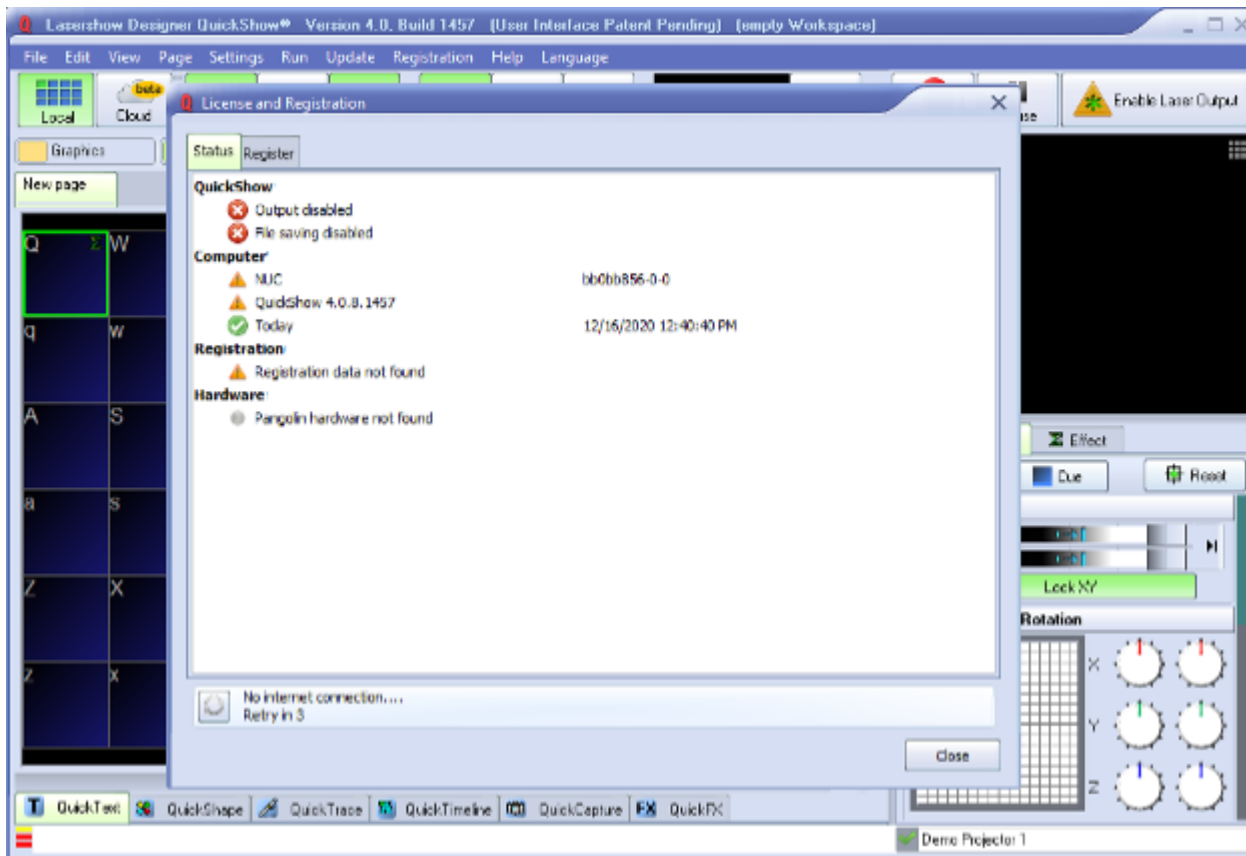 Lasershow Designer QuickShow® Version 4.0, Build 1457 (User Interface Patent Pending) (empty Workspace)
File Edit View Page Settings Run Update Registration Help Language
beta
Local Cloud
Enable Laser Output
License and Registration
Graphics
Status Register
New page
QuickShow
Output disabled
File saving disabled
Q W
Computer
NUC bb0bb856-0-0
QuickShow 4.0.8.1457
Today 12/16/2020 12:40:40 PM
q w
Registration
Registration data not found
Hardware
Pangolin hardware not found
A S
Effect
Cue Reset
a s
Z X
Lock XY
Rotation
X
z x
No internet connection....
Retry in 3
Y
Close
Z
QuickText QuickShape QuickTrace QuickTimeline QuickCapture FX QuickFX
Demo Projector 1